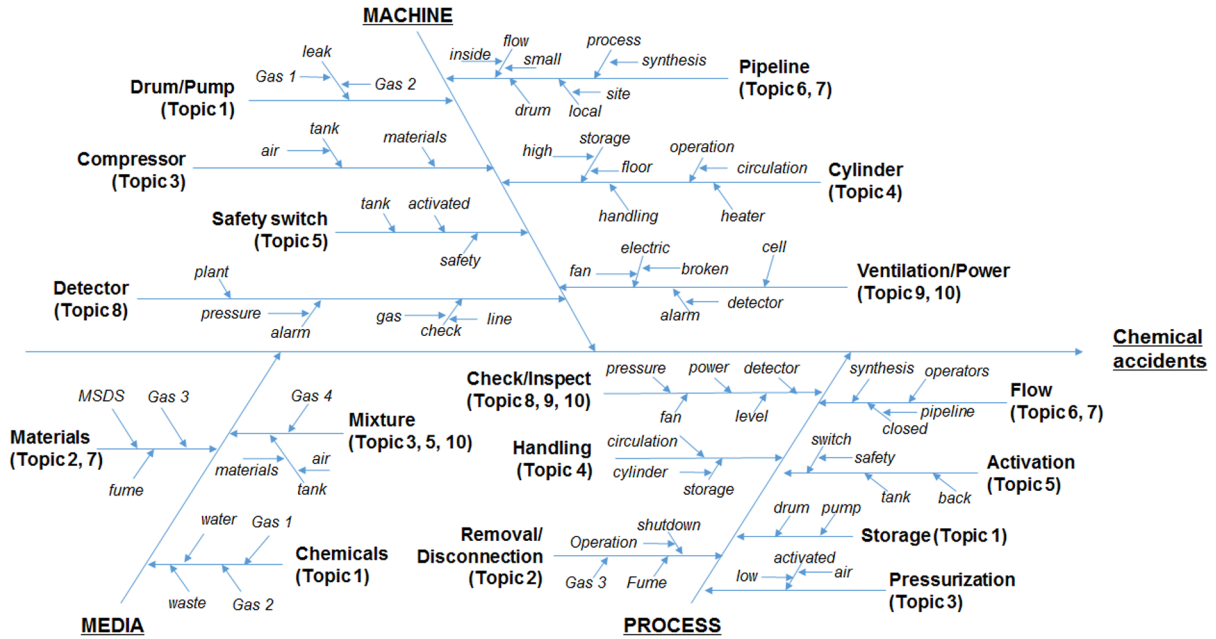 MACHINE
leak
Gas 1
Gas 2
Drum/Pump
(Topic 1)
flow
inside
small
process
synthesis
drum
local
site
Pipeline
(Topic 6, 7)
tank
air
materials
Compressor
(Topic 3)
storage
high
floor
operation
circulation
handling
heater
Cylinder
(Topic 4)
tank
activated
Safety switch
(Topic 5)
safety
electric
fan
broken
cell
alarm
detector
Ventilation/Power
(Topic 9, 10)
plant
Detector
(Topic 8)
pressure
alarm
gas
check
line
Chemical
accidents
MSDS
Gas 3
Materials
(Topic 2, 7)
fume
Gas 4
Mixture
(Topic 3, 5, 10)
materials
air
tank
water
Gas 1
Chemicals
(Topic 1)
waste
Gas 2
MEDIA
Check/Inspect
(Topic 8, 9, 10)
pressure
power
detector
fan
level
synthesis
operators
pipeline
closed
Flow
(Topic 6, 7)
circulation
Handling
(Topic 4)
cylinder
storage
switch
safety
tank
back
Activation
(Topic 5)
shutdown
Operation
Removal/
Disconnection
(Topic 2)
Gas 3
Fume
drum
pump
Storage (Topic 1)
activated
low
air
Pressurization
(Topic 3)
PROCESS